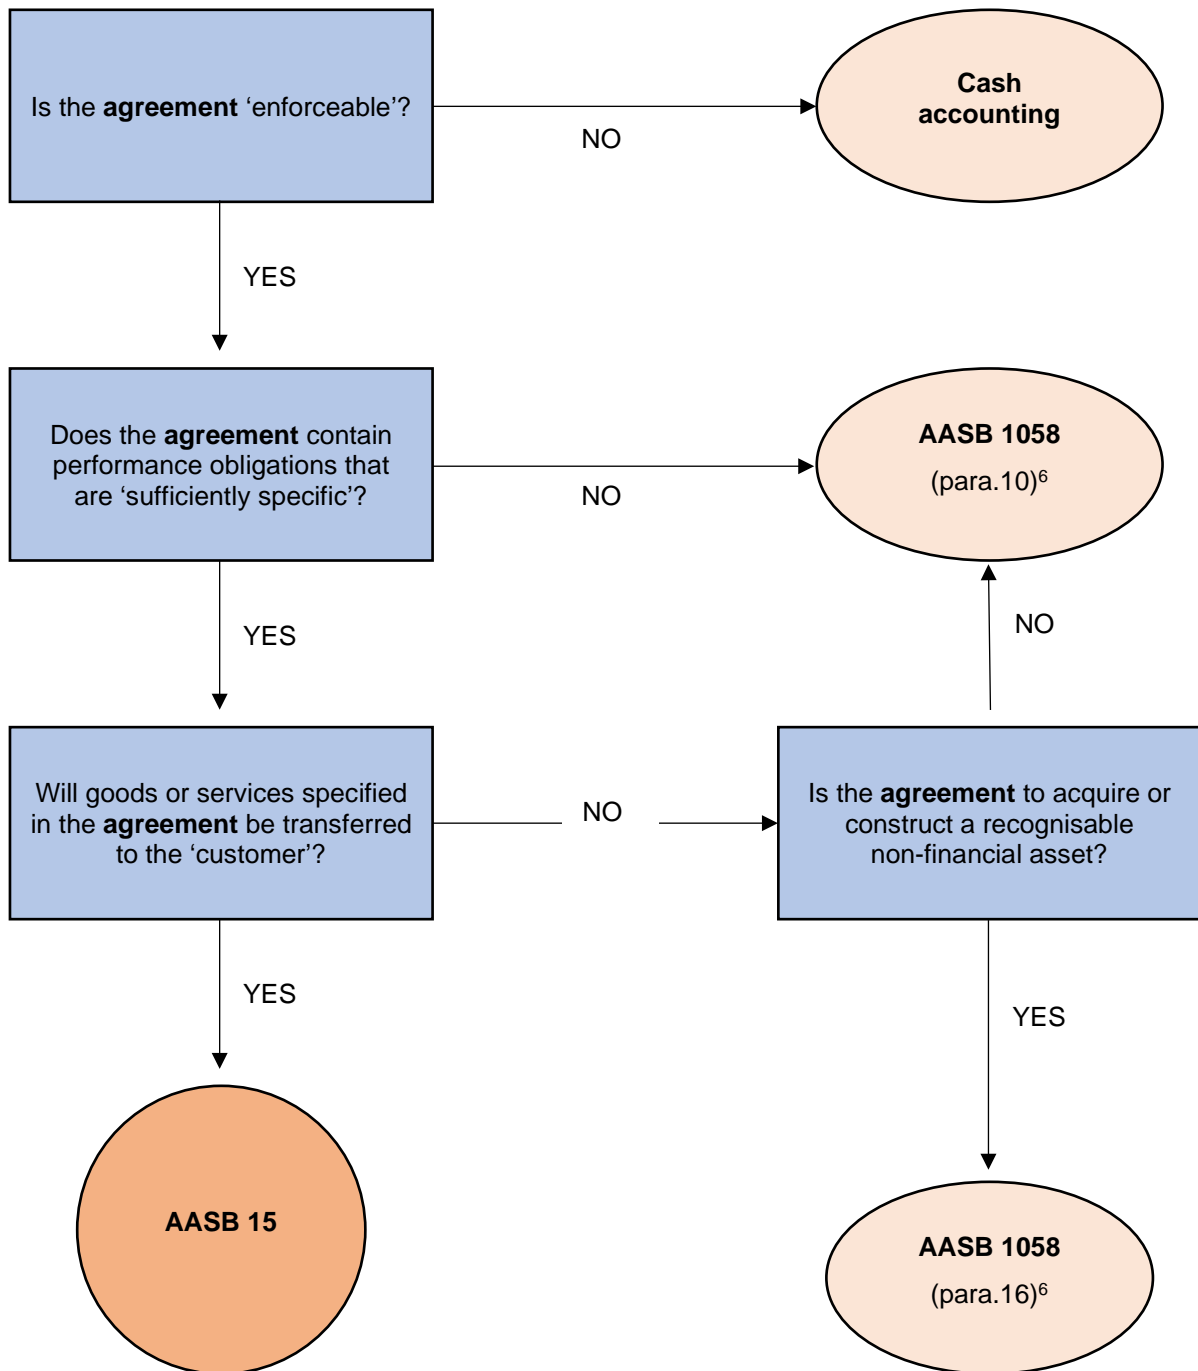 Is the agreement ‘enforceable’?
NO
Cash
accounting
YES
Does the agreement contain
performance obligations that
are ‘sufficiently specific’?
NO
AASB 1058
(para.10)⁶
YES
NO
Will goods or services specified
in the agreement be transferred
to the ‘customer’?
NO
Is the agreement to acquire or
construct a recognisable
non-financial asset?
YES
YES
AASB 15
AASB 1058
(para.16)⁶